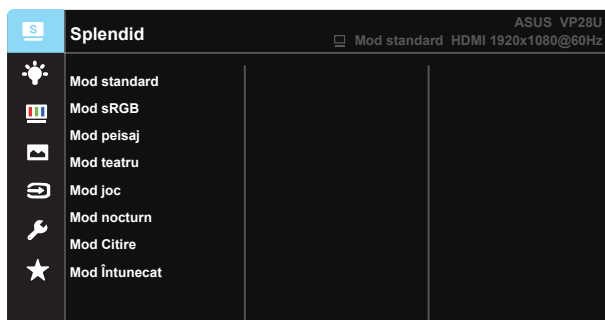 S
Splendid
ASUS VP28U
Mod standard HDMI 1920x1080@60Hz
Mod standard
Mod sRGB
Mod peisaj
Mod teatru
Mod joc
Mod nocturn
Mod Citire
Mod Întunecat